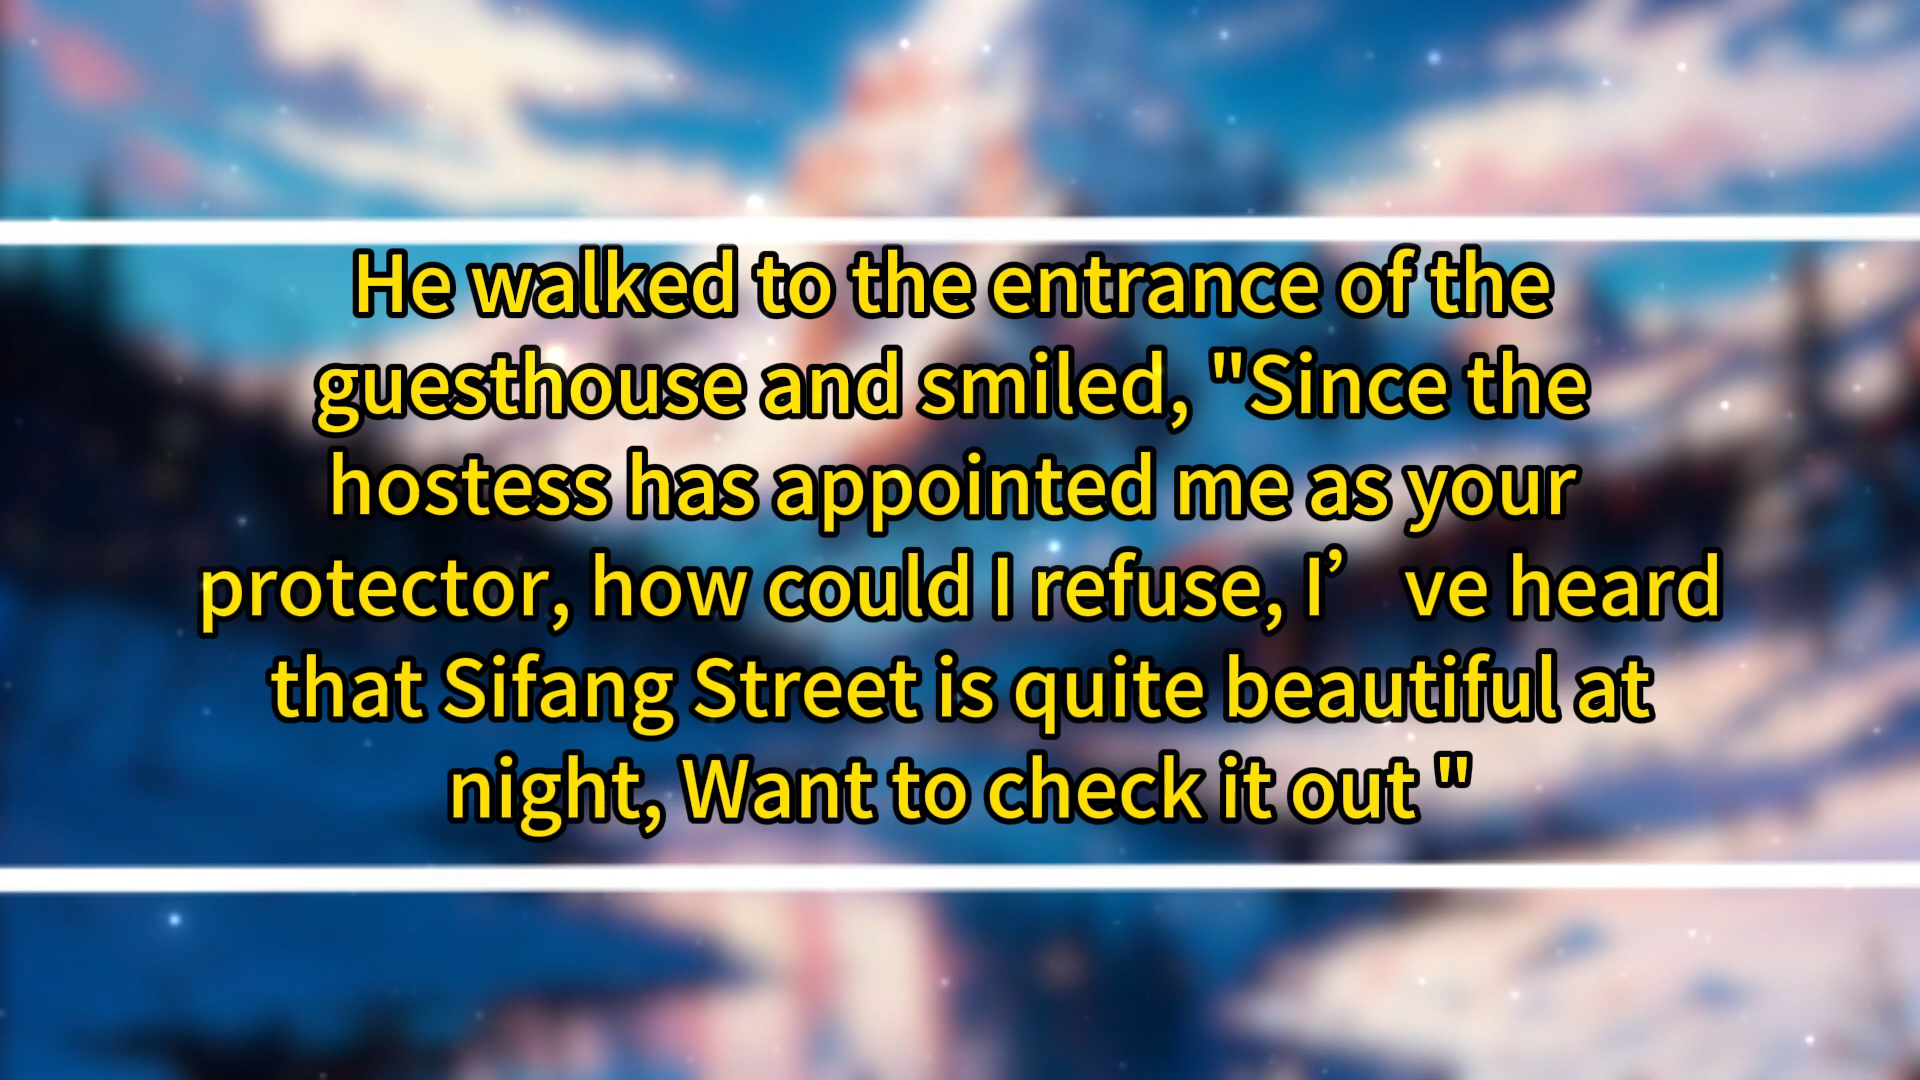 He walked to the entrance of the
guesthouse and smiled, "Since the
hostess has appointed me as your
protector, how could I refuse, I’ve heard
that Sifang Street is quite beautiful at
night, Want to check it out "